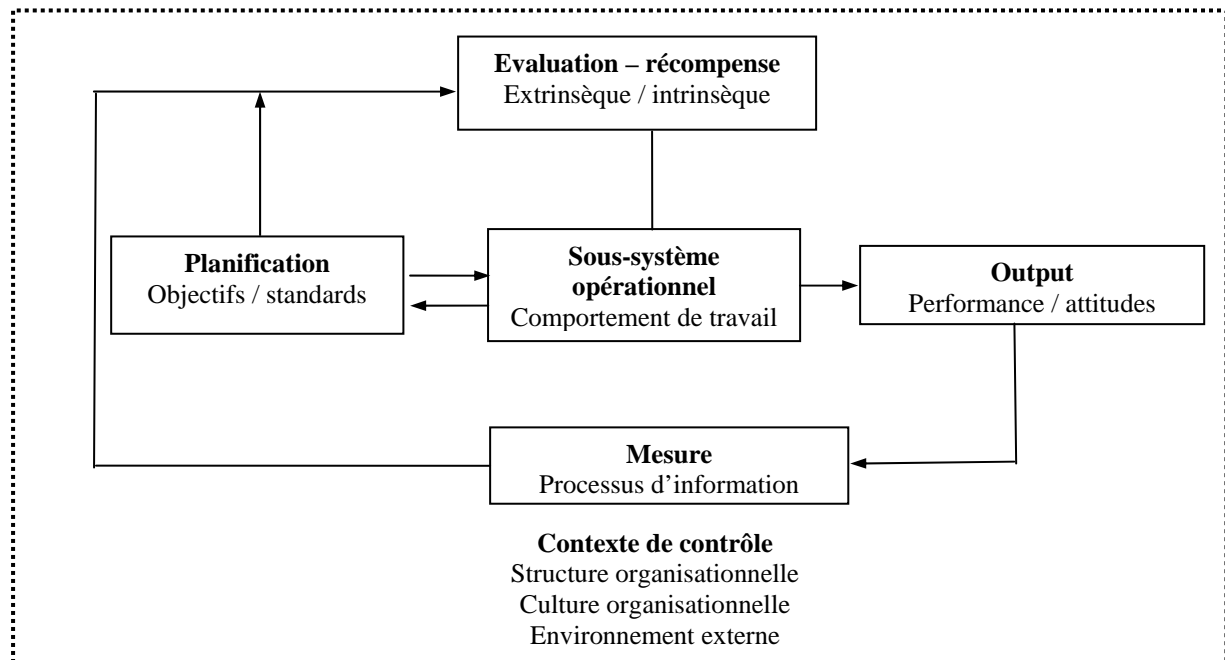 Evaluation – récompense
Extrinsèque / intrinsèque
Planification
Objectifs / standards
Sous-système
opérationnel
Comportement de travail
Output
Performance / attitudes
Mesure
Processus d’information
Contexte de contrôle
Structure organisationnelle
Culture organisationnelle
Environnement externe